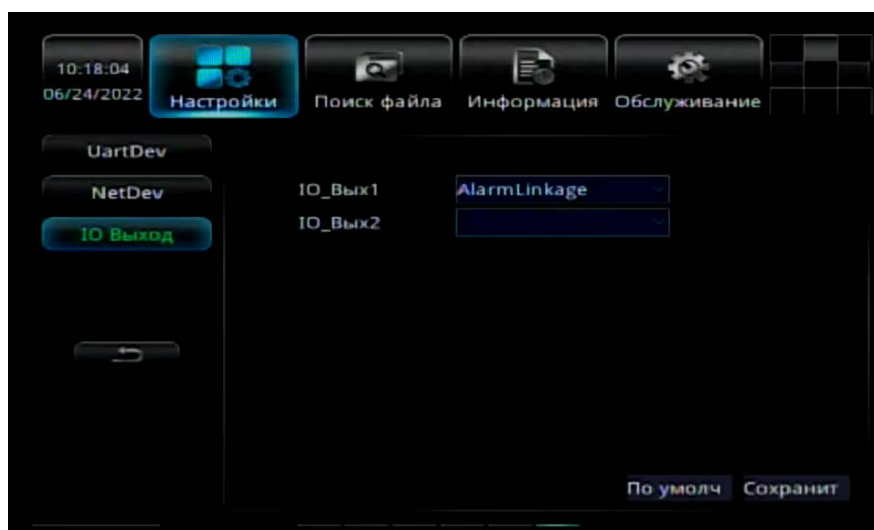 10:18:04
06/24/2022
Настройки
Поиск файла
Информация
Обслуживание
UartDev
NetDev
IO Выход
IO_Вых1 AlarmLinkage
IO_Вых2
По умолч Сохранит